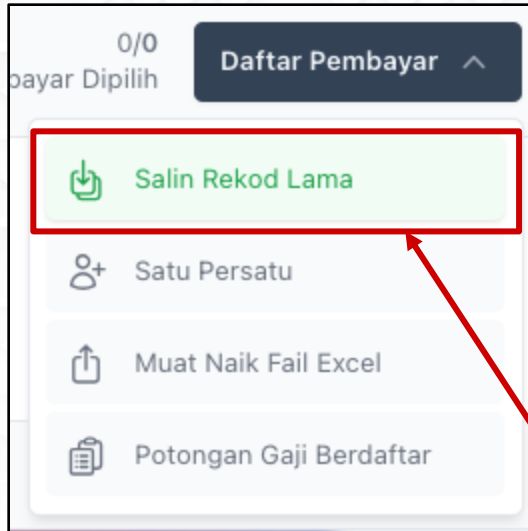 0/0
bayar Dipilih
Daftar Pembayar
Salin Rekod Lama
Satu Persatu
Muat Naik Fail Excel
Potongan Gaji Berdaftar